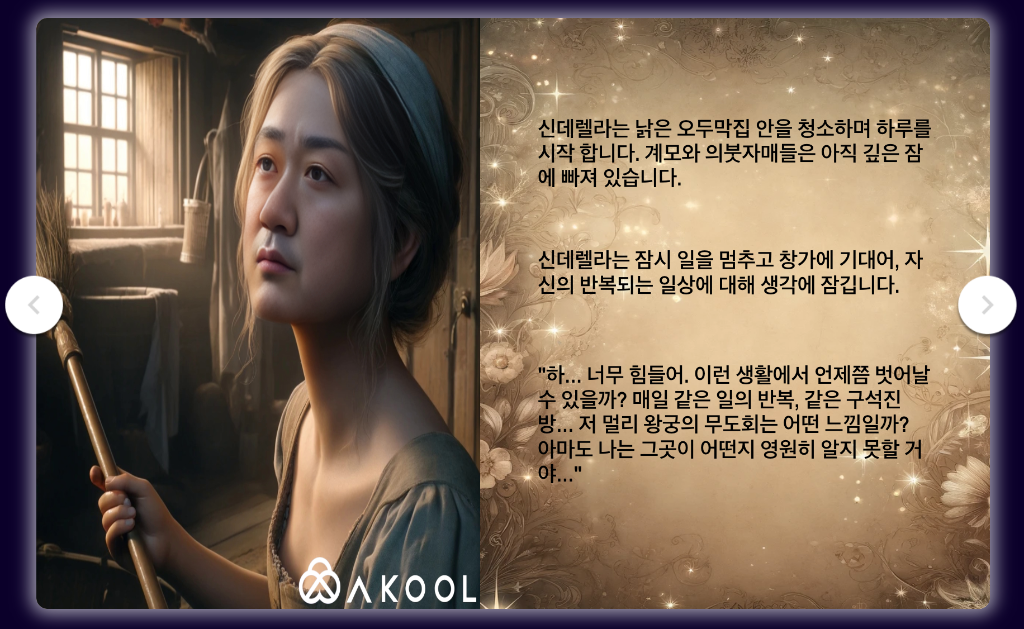 신데렐라는 낡은 오두막집 안을 청소하며 하루를
시작 합니다. 계모와 의붓자매들은 아직 깊은 잠
에 빠져 있습니다.
신데렐라는 잠시 일을 멈추고 창가에 기대어, 자
신의 반복되는 일상에 대해 생각에 잠깁니다.
"하... 너무 힘들어. 이런 생활에서 언제쯤 벗어날
수 있을까? 매일 같은 일의 반복, 같은 구석진
방... 저 멀리 왕궁의 무도회는 어떤 느낌일까?
아마도 나는 그곳이 어떤지 영원히 알지 못할 거
야..."
AKOOL